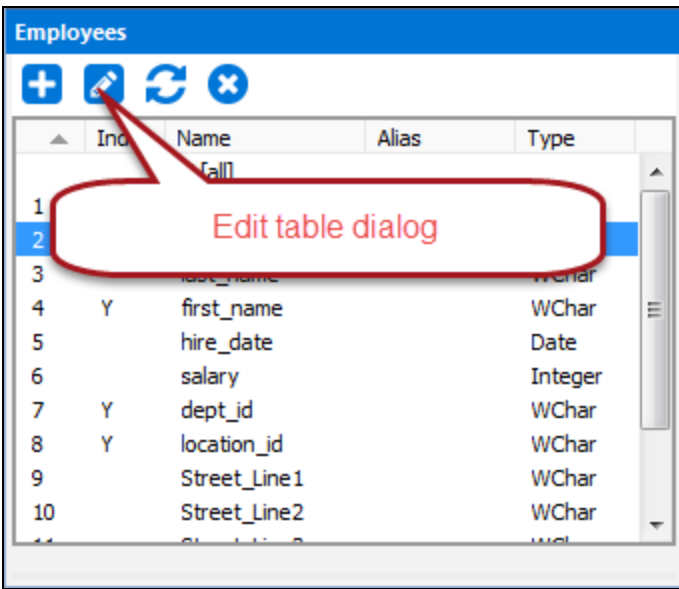 Employees
Ind Name Alias Type
[all]
1
2
Edit table dialog
3 last_name WChar
4 Y first_name WChar
5 hire_date Date
6 salary Integer
7 Y dept_id WChar
8 Y location_id WChar
9 Street_Line1 WChar
10 Street_Line2 WChar